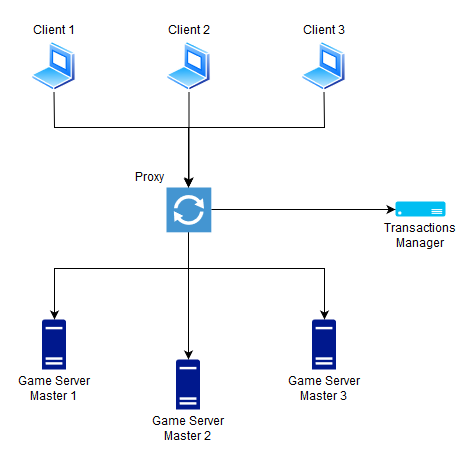 Client 1
Client 2
Client 3
Proxy
Transactions
Manager
Game Server
Master 1
Game Server
Master 2
Game Server
Master 3